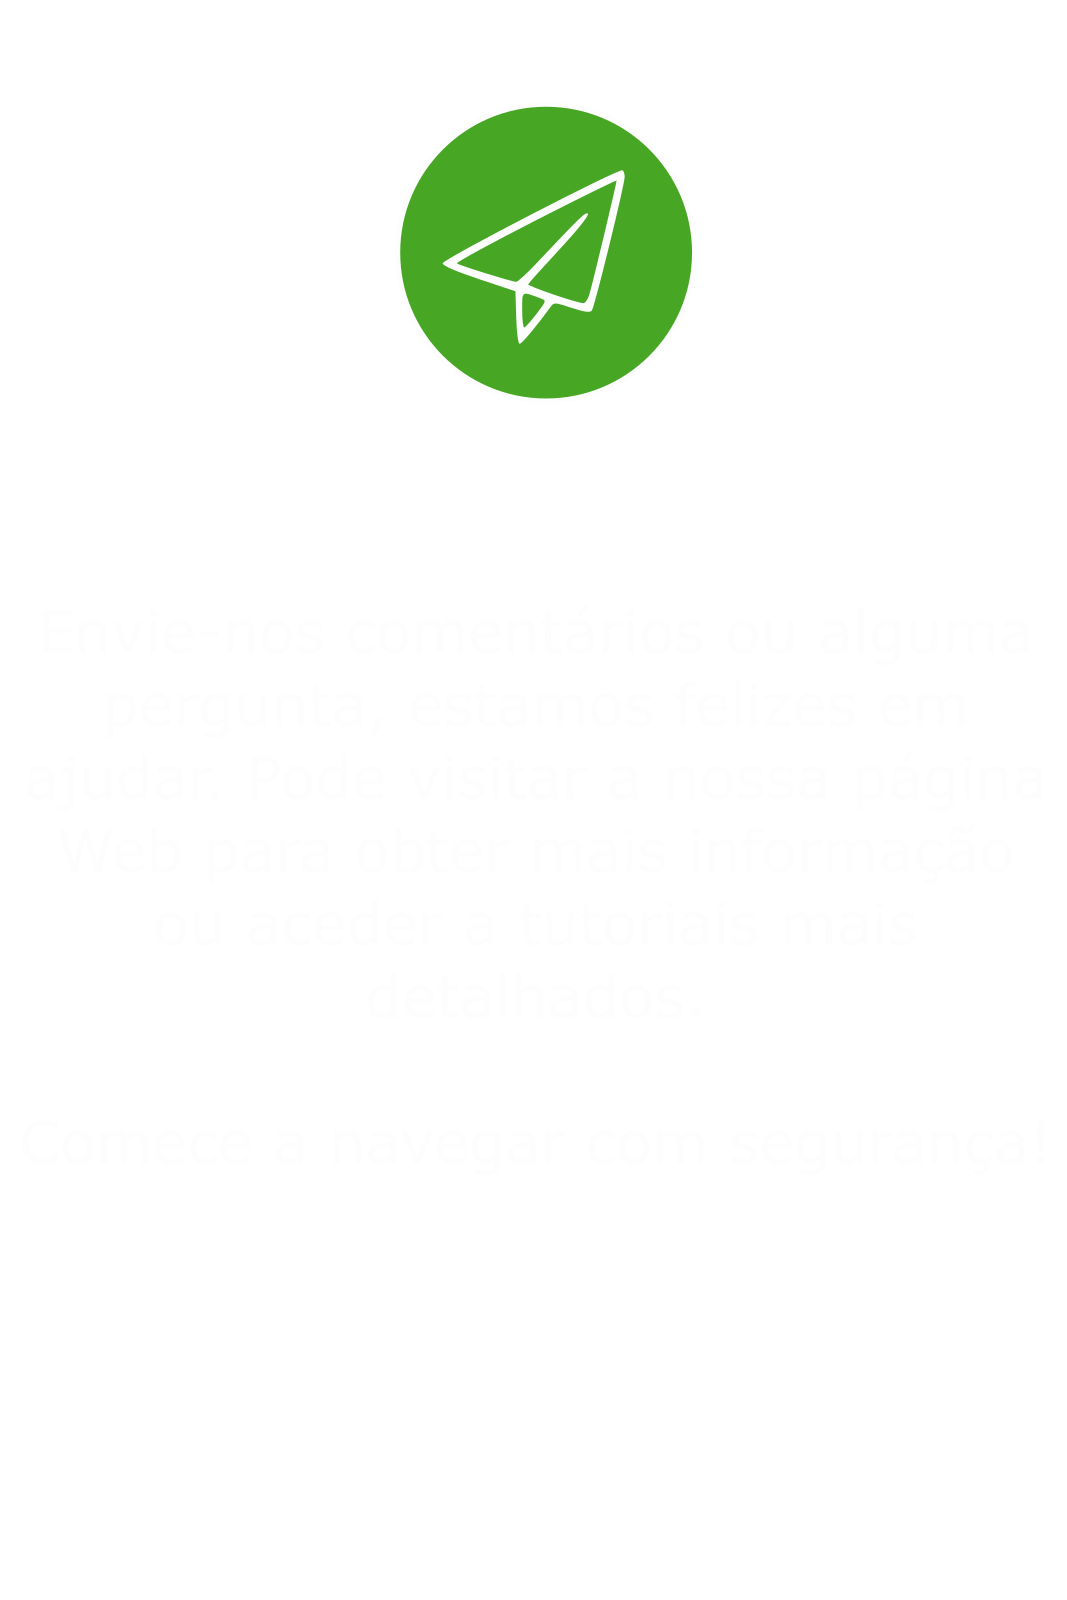 Envie-nos comentários ou alguma
pergunta, estamos felizes em
ajudar. Pode visitar a nossa página
Web para obter mais informação
ou aceder a tutoriais mais
detalhados.
Comece a navegar com segurança!